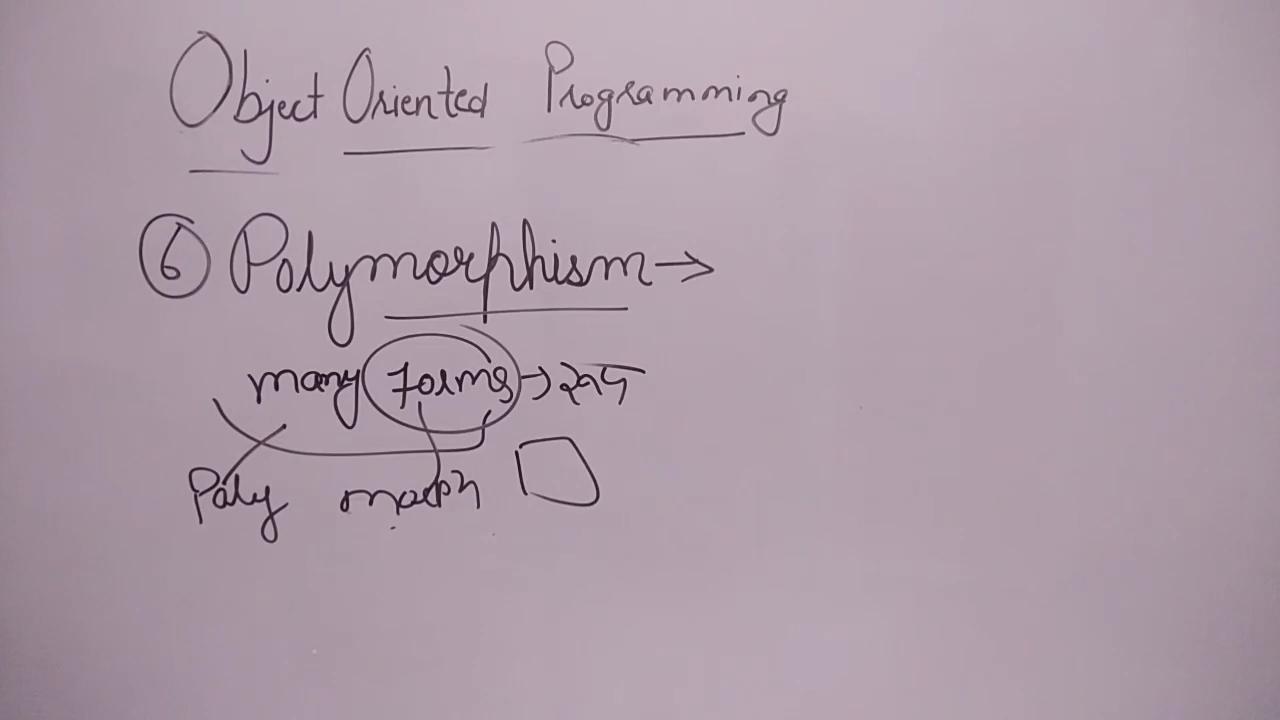 Object Oriented Programming
⑥ Polymorphism →
many forms → रूप
Poly morph